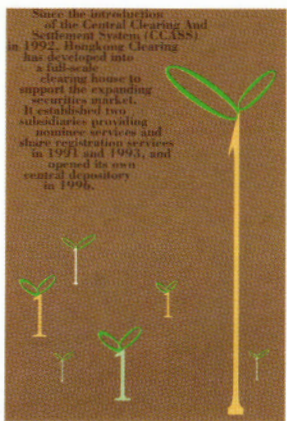 Since the introduction
of the Central Clearing And
Settlement System (CCASS)
in 1992, Hongkong Clearing
has developed into
a full-scale
clearing house to
support the expanding
securities market.
It established two
subsidiaries providing
nominee services and
share registration services
in 1991 and 1993, and
opened its own
central depository
in 1996.